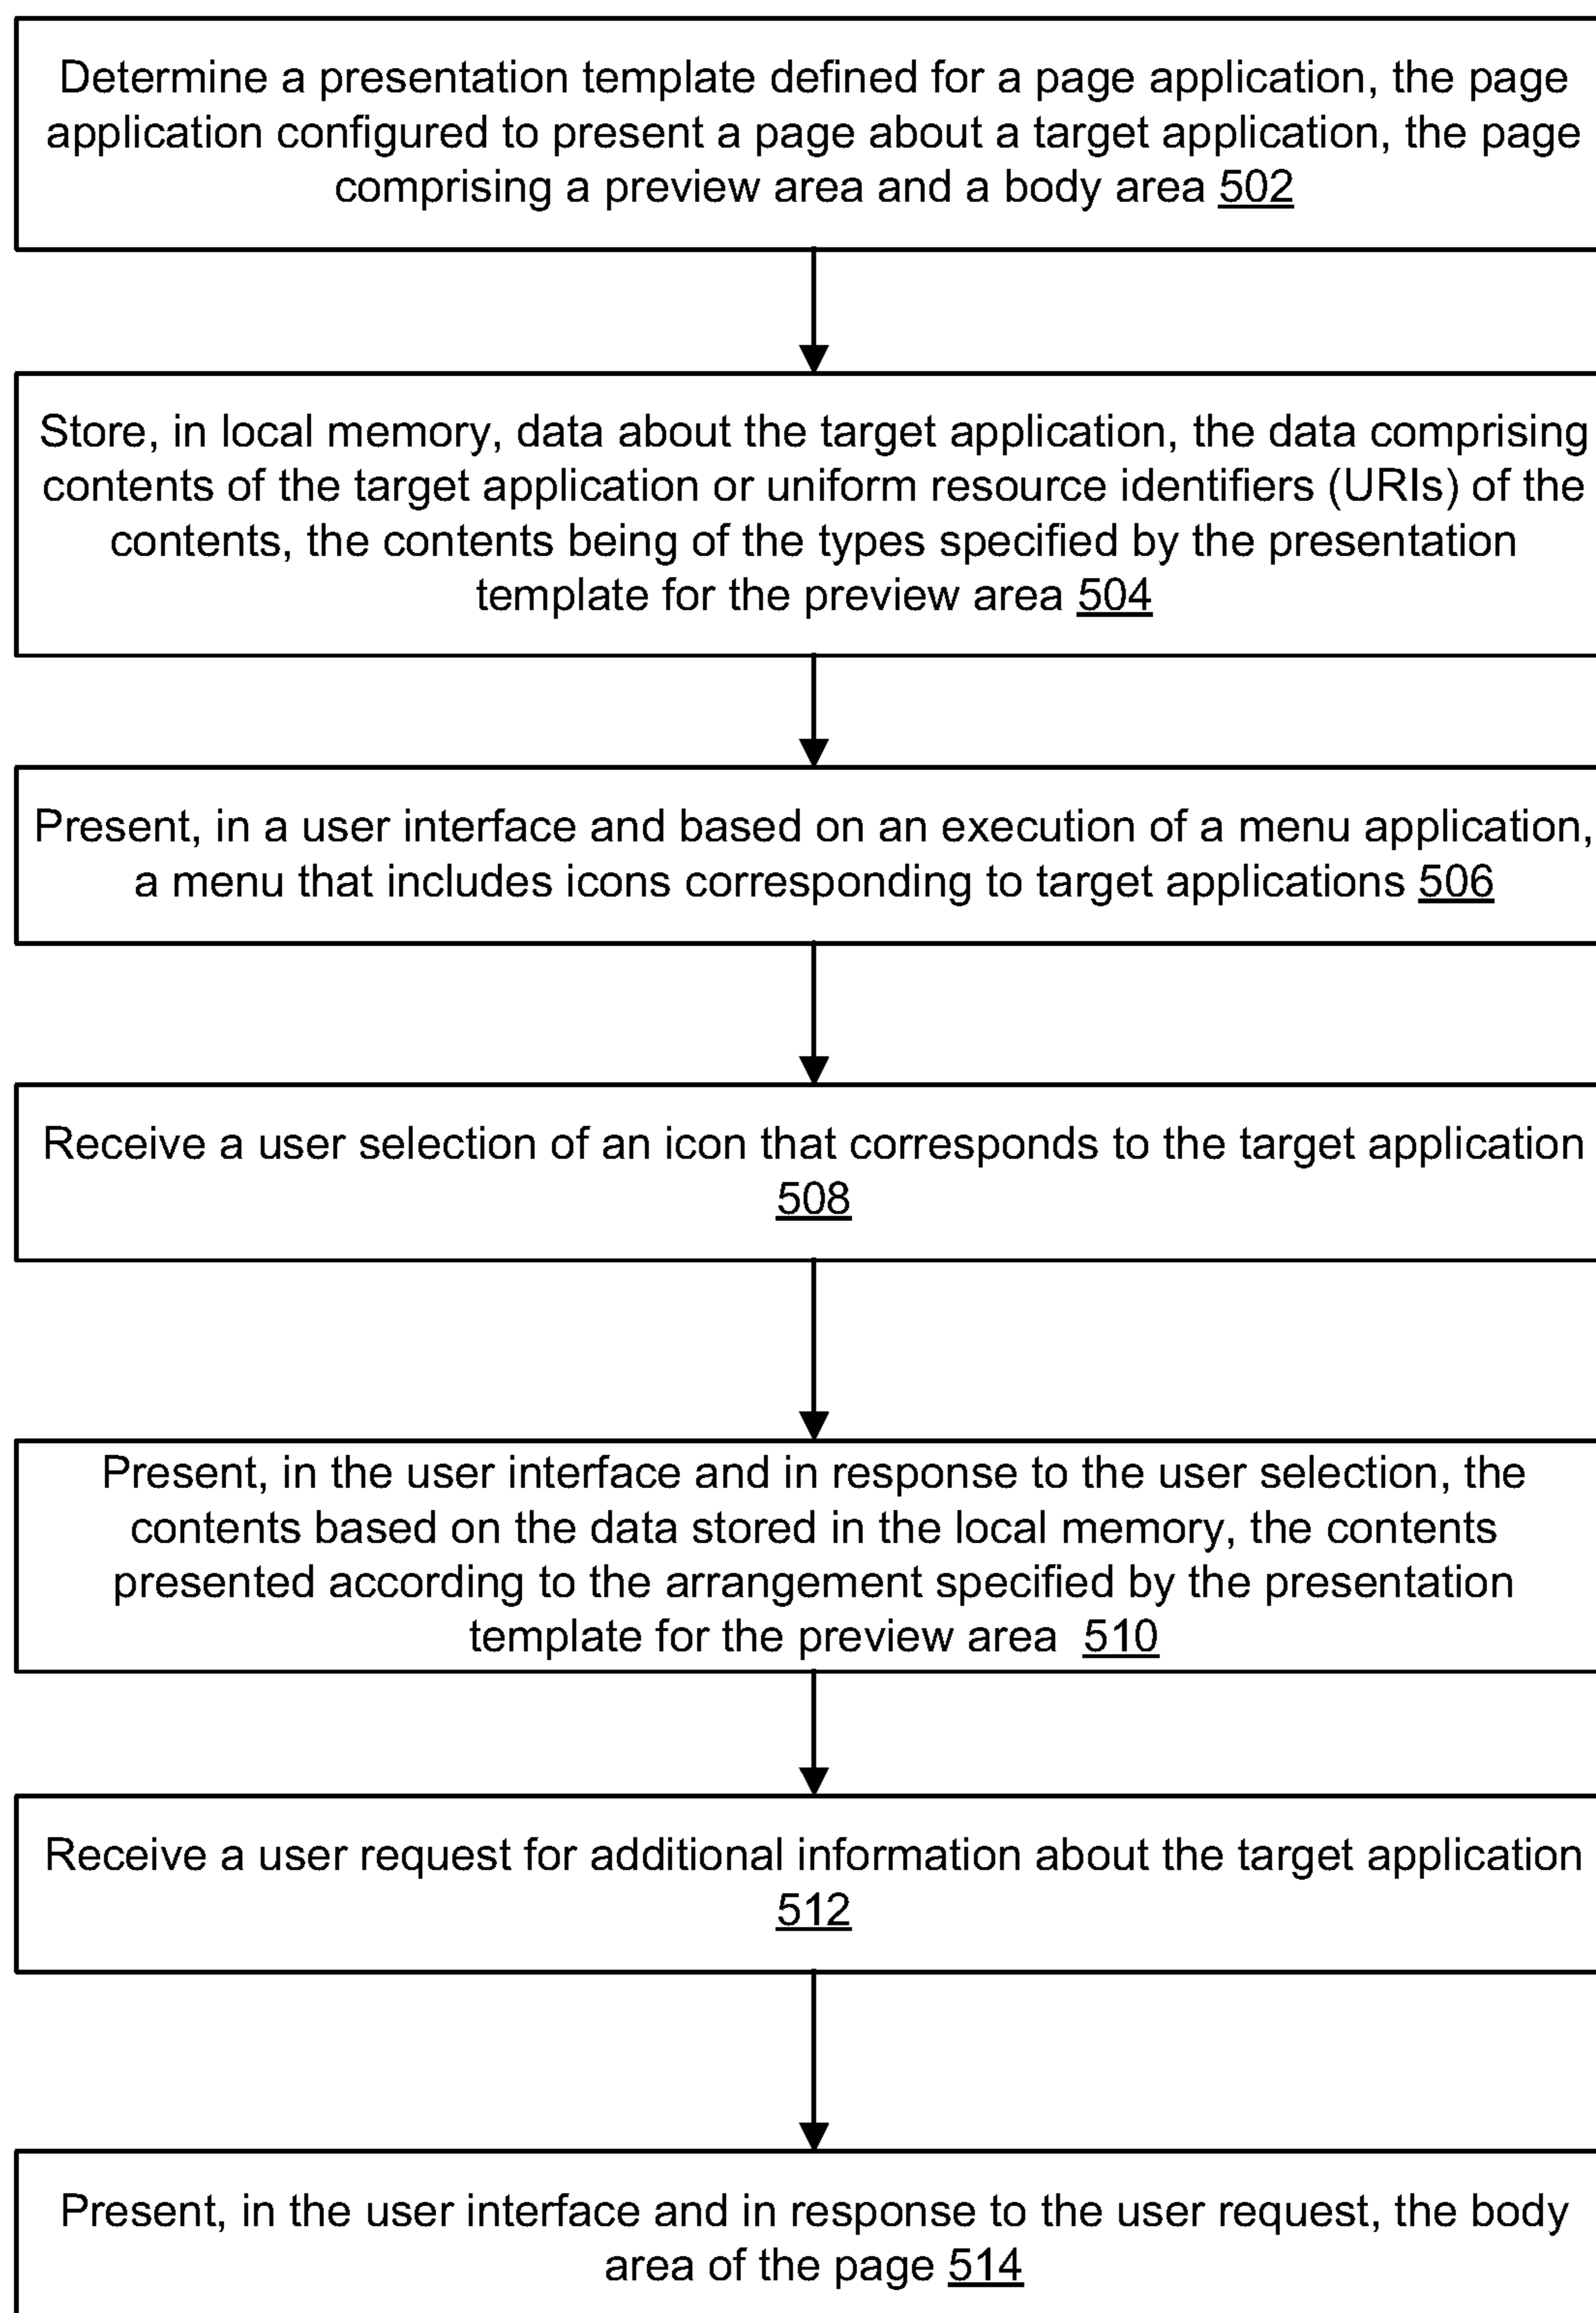 Determine a presentation template defined for a page application, the page
application configured to present a page about a target application, the page
comprising a preview area and a body area 502
Store, in local memory, data about the target application, the data comprising
contents of the target application or uniform resource identifiers (URIs) of the
contents, the contents being of the types specified by the presentation
template for the preview area 504
Present, in a user interface and based on an execution of a menu application,
a menu that includes icons corresponding to target applications 506
Receive a user selection of an icon that corresponds to the target application
508
Present, in the user interface and in response to the user selection, the
contents based on the data stored in the local memory, the contents
presented according to the arrangement specified by the presentation
template for the preview area 510
Receive a user request for additional information about the target application
512
Present, in the user interface and in response to the user request, the body
area of the page 514